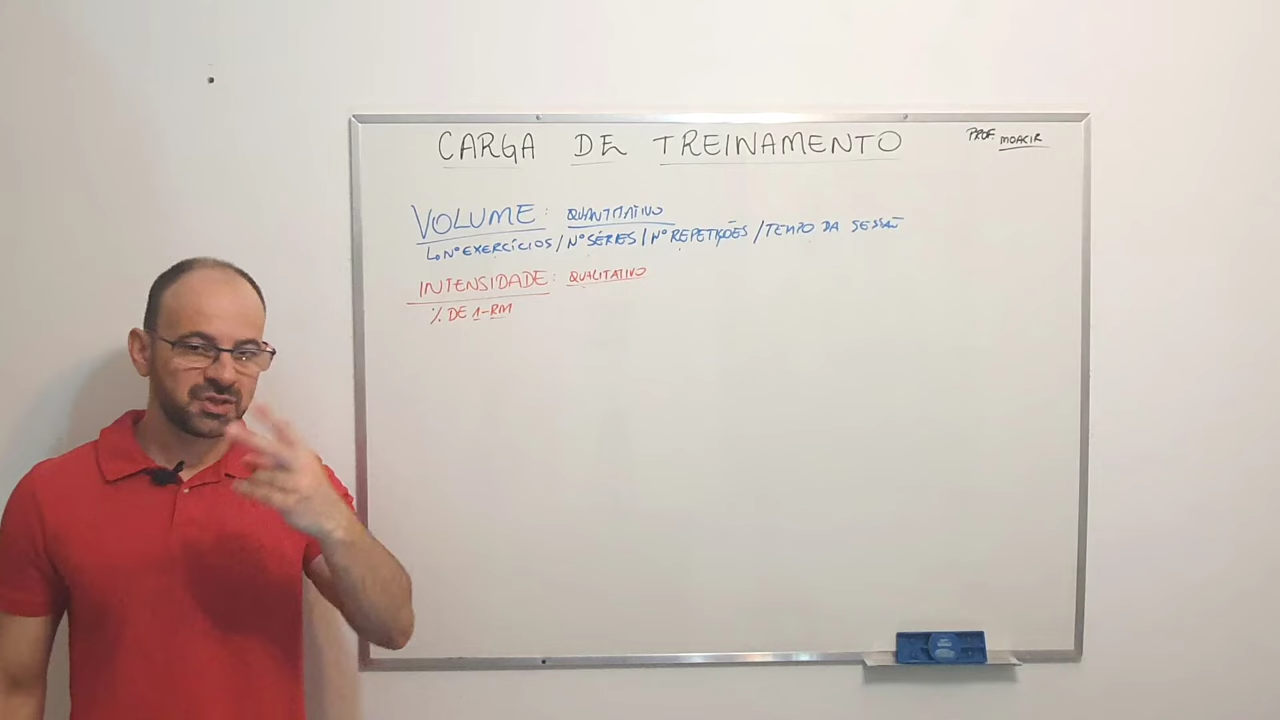 CARGA DE TREINAMENTO
PROF. MOACIR
VOLUME: QUANTITATIVO
↳ Nº EXERCÍCIOS / Nº SÉRIES / Nº REPETIÇÕES / TEMPO DA SESSÃO
INTENSIDADE: QUALITATIVO
% DE 1-RM